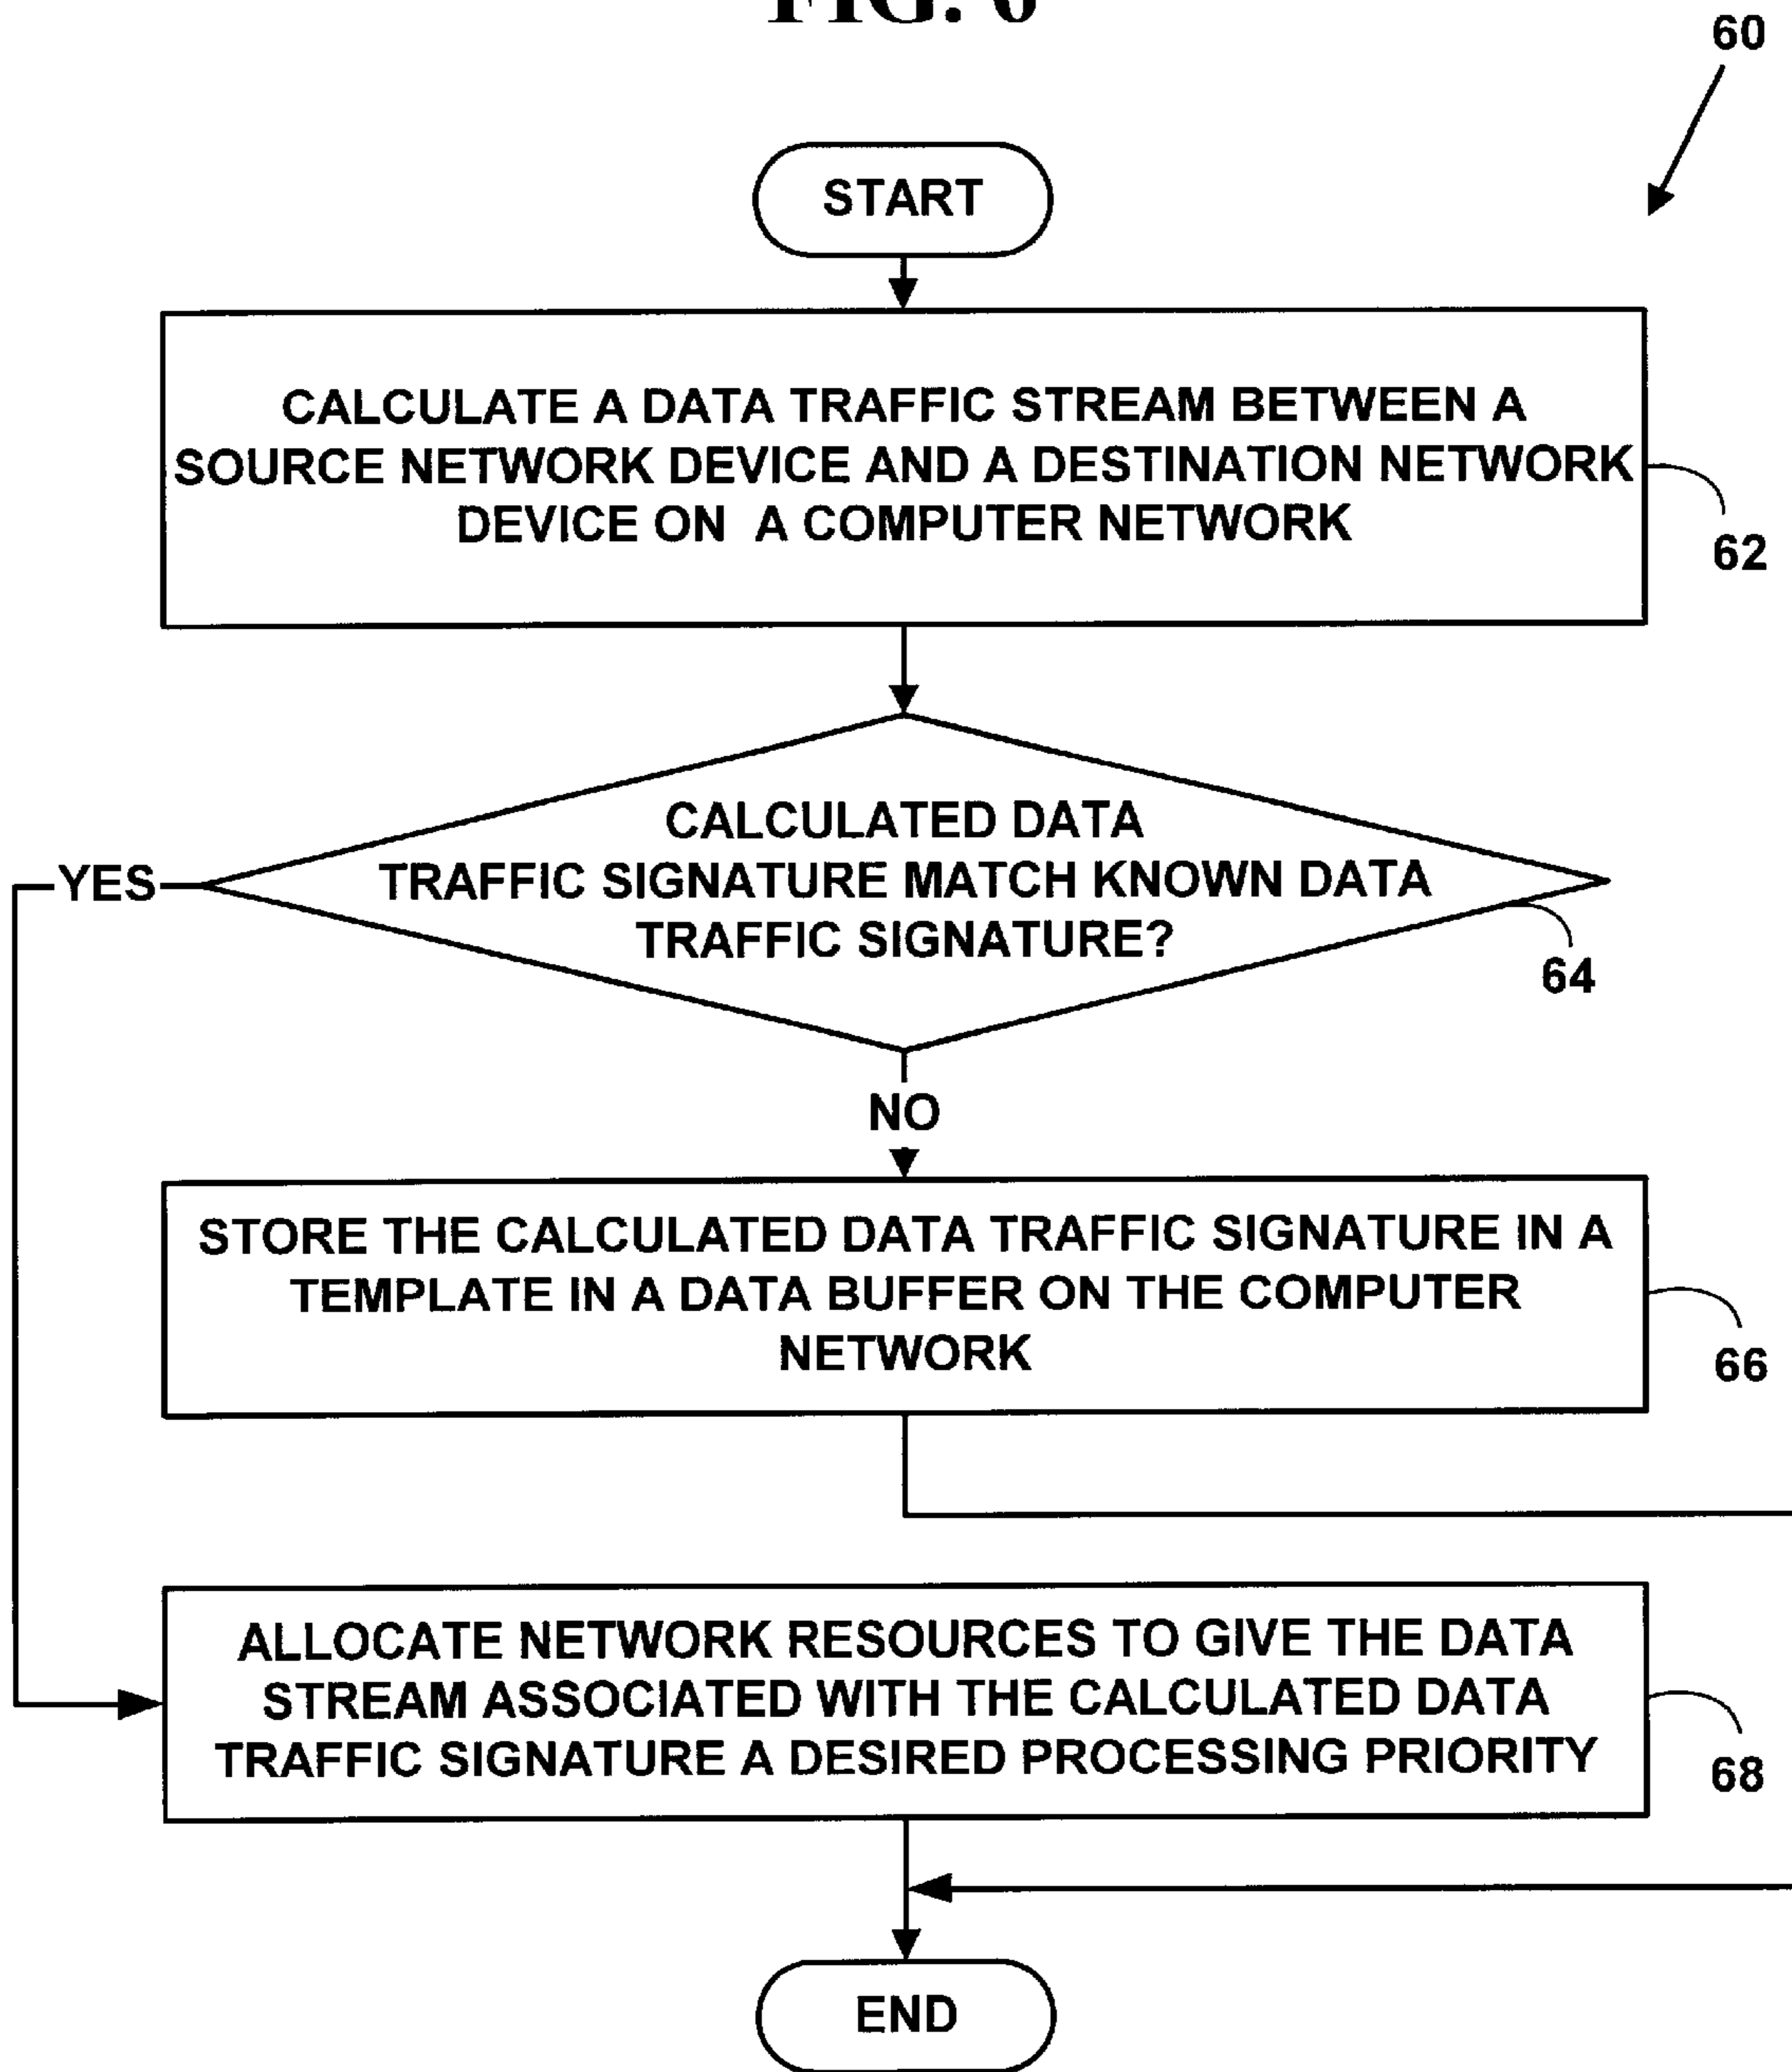 FIG. 6
60
START
CALCULATE A DATA TRAFFIC STREAM BETWEEN A
SOURCE NETWORK DEVICE AND A DESTINATION NETWORK
DEVICE ON A COMPUTER NETWORK
62
CALCULATED DATA
TRAFFIC SIGNATURE MATCH KNOWN DATA
TRAFFIC SIGNATURE?
YES
64
NO
STORE THE CALCULATED DATA TRAFFIC SIGNATURE IN A
TEMPLATE IN A DATA BUFFER ON THE COMPUTER
NETWORK
66
ALLOCATE NETWORK RESOURCES TO GIVE THE DATA
STREAM ASSOCIATED WITH THE CALCULATED DATA
TRAFFIC SIGNATURE A DESIRED PROCESSING PRIORITY
68
END